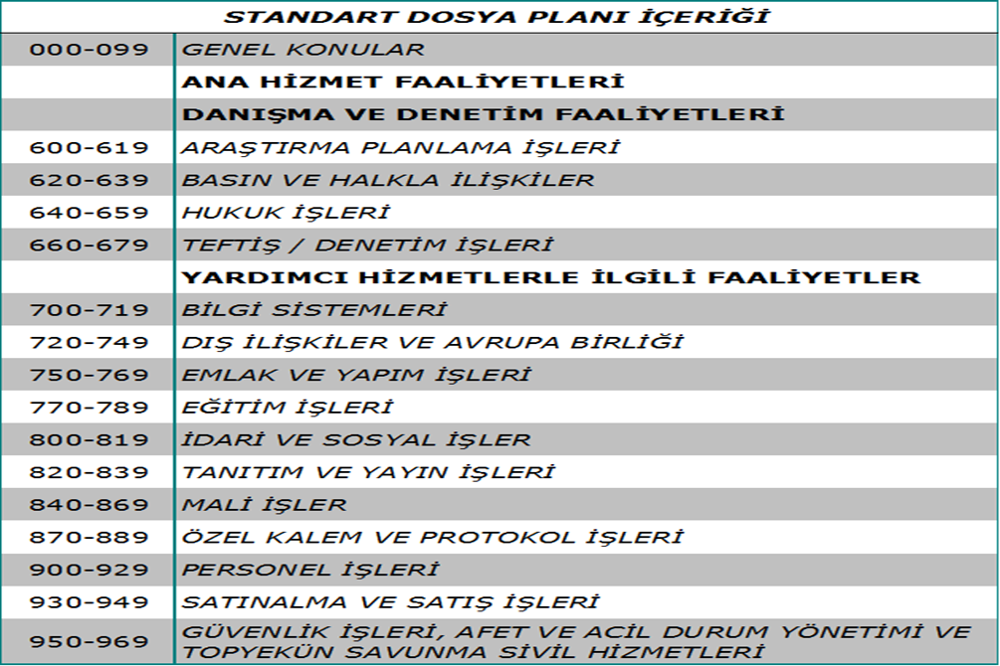 STANDART DOSYA PLANI İÇERİĞİ
000-099 GENEL KONULAR
ANA HİZMET FAALİYETLERİ
DANIŞMA VE DENETİM FAALİYETLERİ
600-619 ARAŞTIRMA PLANLAMA İŞLERİ
620-639 BASIN VE HALKLA İLİŞKİLER
640-659 HUKUK İŞLERİ
660-679 TEFTİŞ / DENETİM İŞLERİ
YARDIMCI HİZMETLERLE İLGİLİ FAALİYETLER
700-719 BİLGİ SİSTEMLERİ
720-749 DIŞ İLİŞKİLER VE AVRUPA BİRLİĞİ
750-769 EMLAK VE YAPIM İŞLERİ
770-789 EĞİTİM İŞLERİ
800-819 İDARİ VE SOSYAL İŞLER
820-839 TANITIM VE YAYIN İŞLERİ
840-869 MALİ İŞLER
870-889 ÖZEL KALEM VE PROTOKOL İŞLERİ
900-929 PERSONEL İŞLERİ
930-949 SATINALMA VE SATIŞ İŞLERİ
950-969 GÜVENLİK İŞLERİ, AFET VE ACİL DURUM YÖNETİMİ VE
TOPYEKÜN SAVUNMA SİVİL HİZMETLERİ